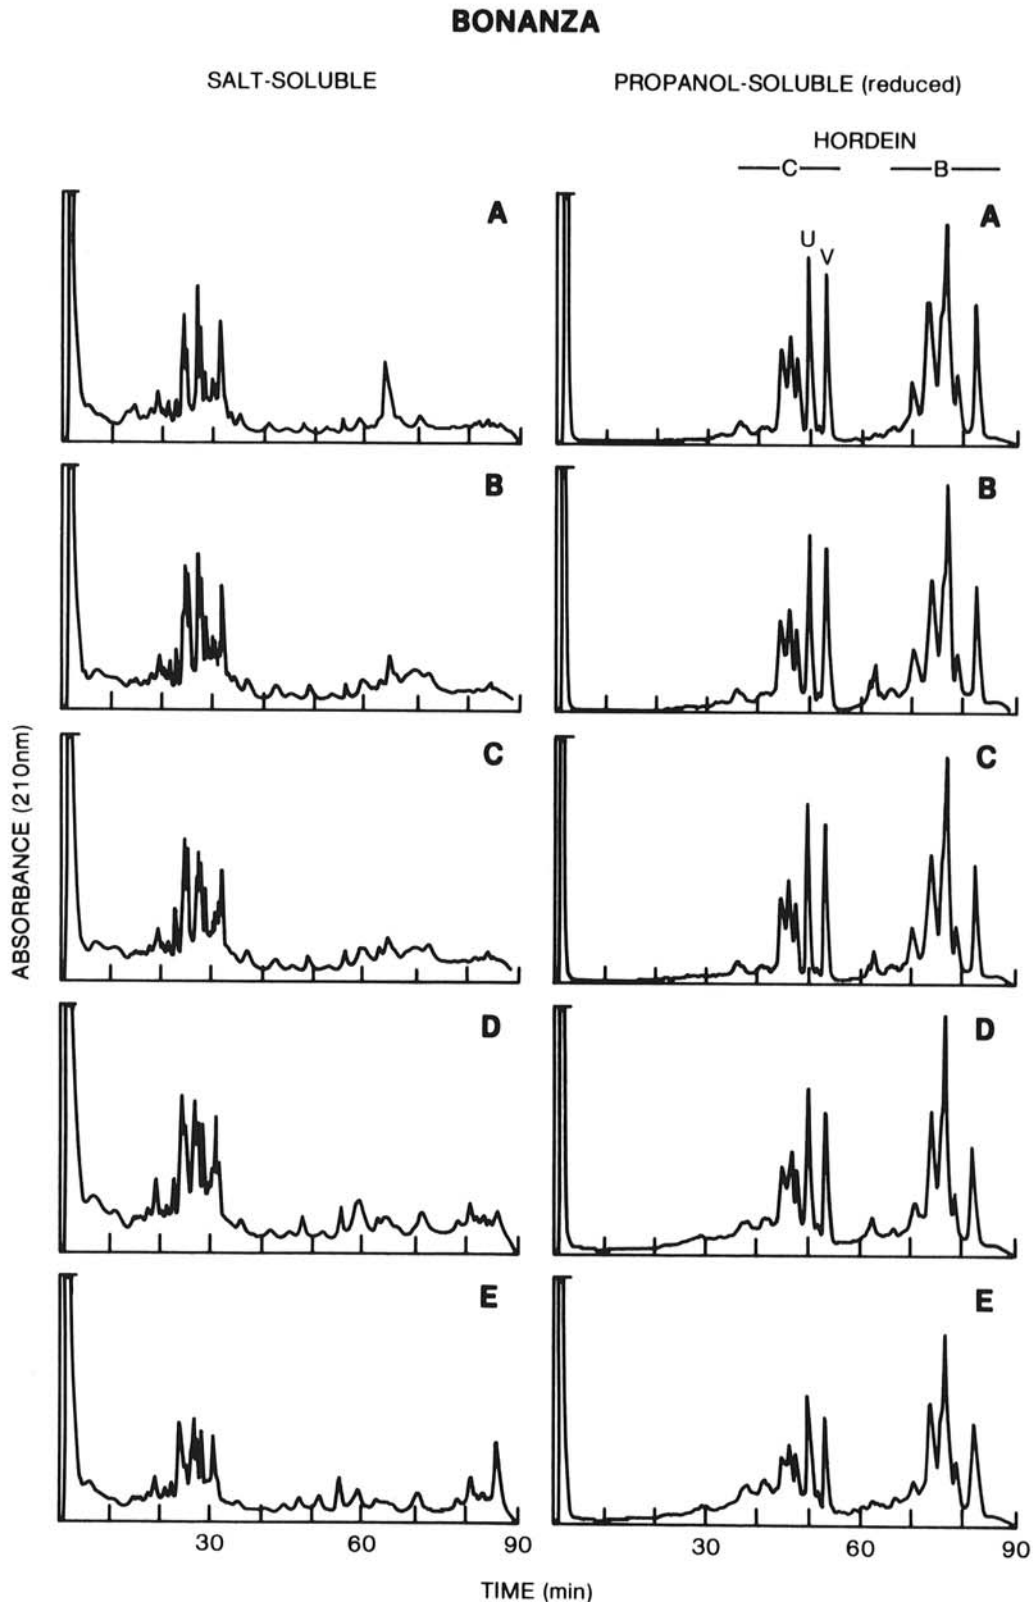 BONANZA
SALT-SOLUBLE
PROPANOL-SOLUBLE (reduced)
HORDEIN
C
B
A
A
U
V
B
B
C
C
D
D
E
E
ABSORBANCE (210nm)
30
60
90
30
60
90
TIME (min)